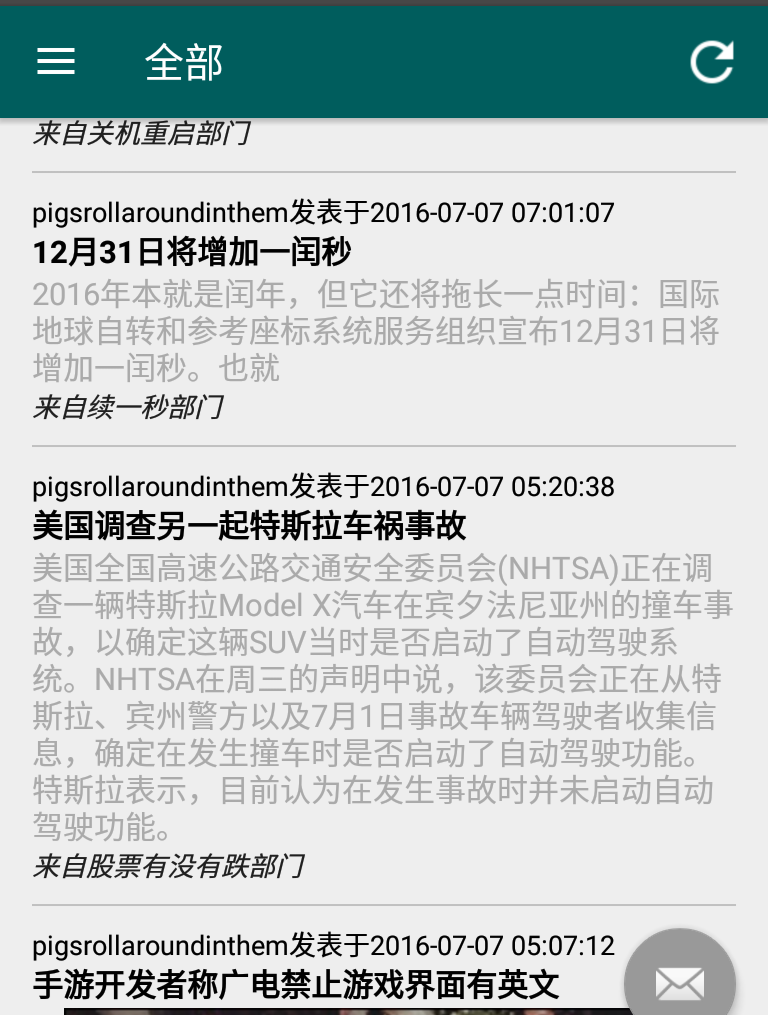 全部
来自关机重启部门
pigsrollaroundinthem发表于2016-07-07 07:01:07
12月31日将增加一闰秒
2016年本就是闰年，但它还将拖长一点时间：国际
地球自转和参考座标系统服务组织宣布12月31日将
增加一闰秒。也就
来自续一秒部门
pigsrollaroundinthem发表于2016-07-07 05:20:38
美国调查另一起特斯拉车祸事故
美国全国高速公路交通安全委员会(NHTSA)正在调
查一辆特斯拉Model X汽车在宾夕法尼亚州的撞车事
故，以确定这辆SUV当时是否启动了自动驾驶系
统。NHTSA在周三的声明中说，该委员会正在从特
斯拉、宾州警方以及7月1日事故车辆驾驶者收集信
息，确定在发生撞车时是否启动了自动驾驶功能。
特斯拉表示，目前认为在发生事故时并未启动自动
驾驶功能。
来自股票有没有跌部门
pigsrollaroundinthem发表于2016-07-07 05:07:12
手游开发者称广电禁止游戏界面有英文